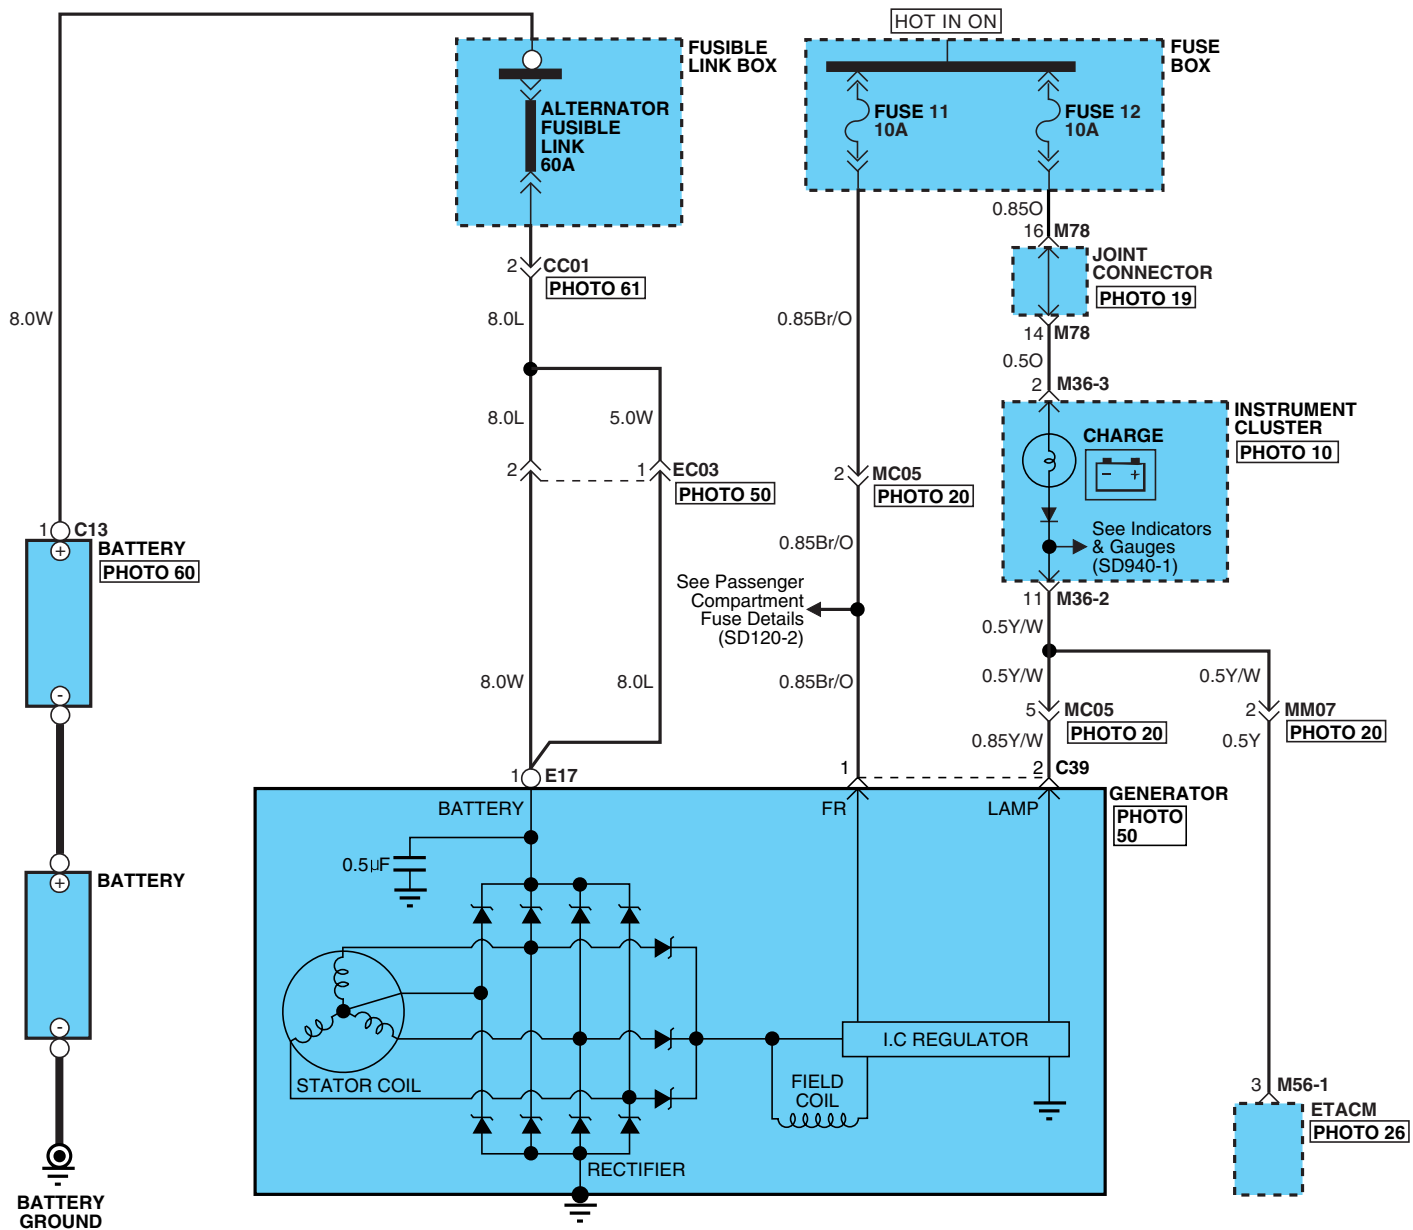 HOT IN ON
FUSIBLE
LINK BOX
FUSE
BOX
ALTERNATOR
FUSIBLE
LINK
60A
FUSE 11
10A
FUSE 12
10A
0.85O
16 M78
JOINT
CONNECTOR
PHOTO 19
2 CC01
PHOTO 61
8.0W
8.0L
0.85Br/O
14 M78
0.5O
2 M36-3
8.0L
5.0W
INSTRUMENT
CLUSTER
PHOTO 10
CHARGE
- +
2
1 EC03
PHOTO 50
2 MC05
PHOTO 20
1 C13
+
BATTERY
PHOTO 60
0.85Br/O
See Indicators
& Gauges
(SD940-1)
See Passenger
Compartment
Fuse Details
(SD120-2)
11 M36-2
0.5Y/W
-
8.0W
8.0L
0.85Br/O
0.5Y/W
0.5Y/W
5 MC05
PHOTO 20
2 MM07
PHOTO 20
0.85Y/W
0.5Y
1 E17
1
2 C39
BATTERY
FR
LAMP
GENERATOR
PHOTO
50
0.5µF
+
BATTERY
-
I.C REGULATOR
STATOR COIL
FIELD
COIL
3 M56-1
ETACM
PHOTO 26
RECTIFIER
BATTERY
GROUND